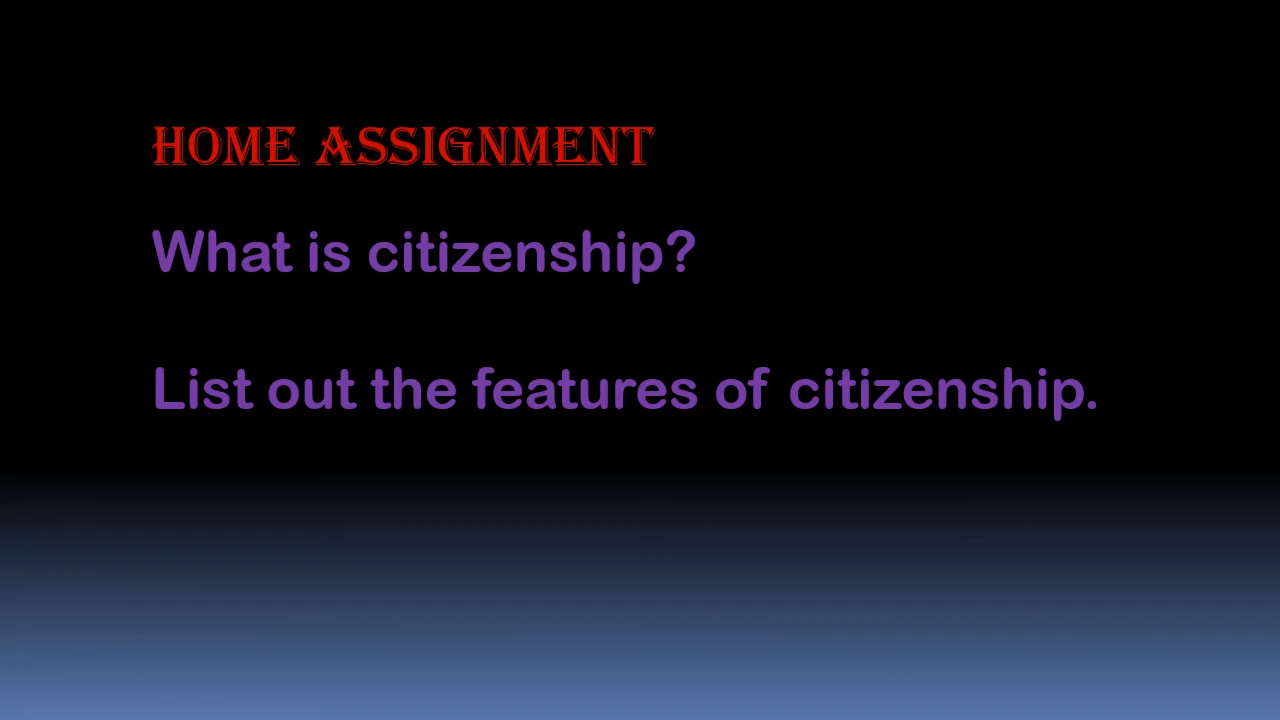 HOME ASSIGNMENT
What is citizenship?
List out the features of citizenship.